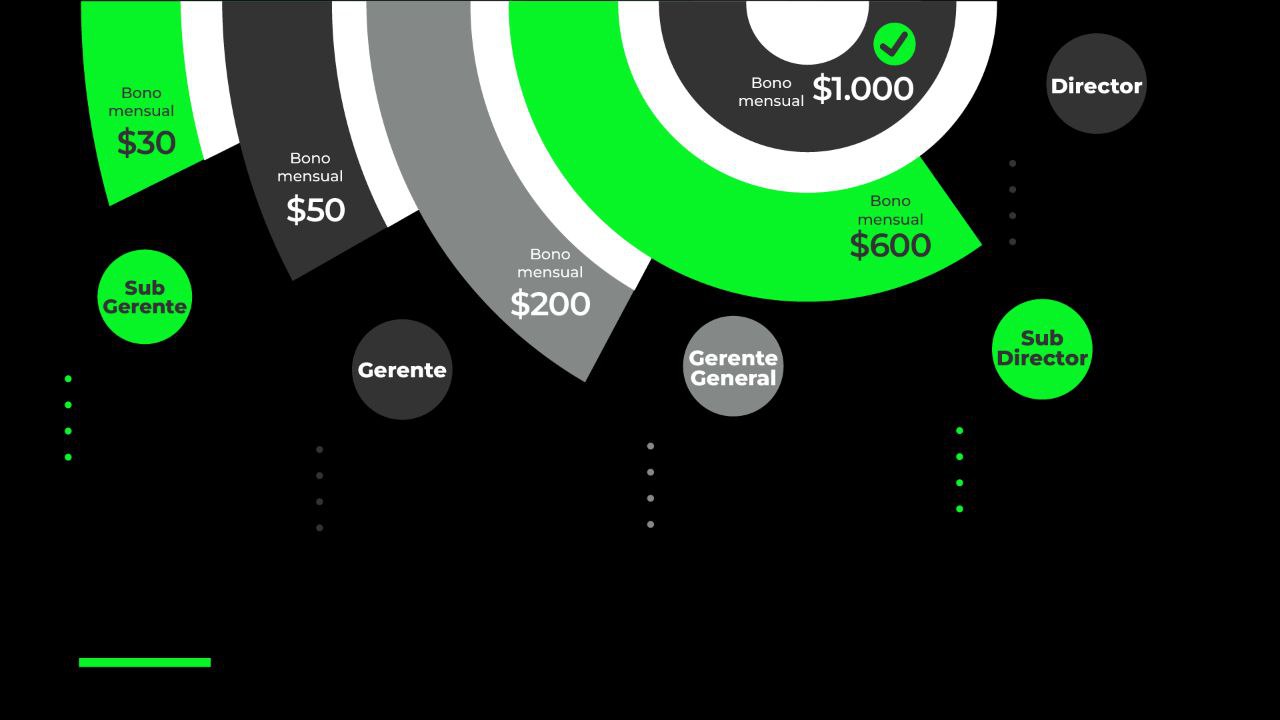 Bono
mensual
$30
Bono
mensual
$50
Bono
mensual
$200
Bono
mensual
$600
Bono
mensual
$1.000
Sub
Gerente
Gerente
Gerente
General
Sub
Director
Director